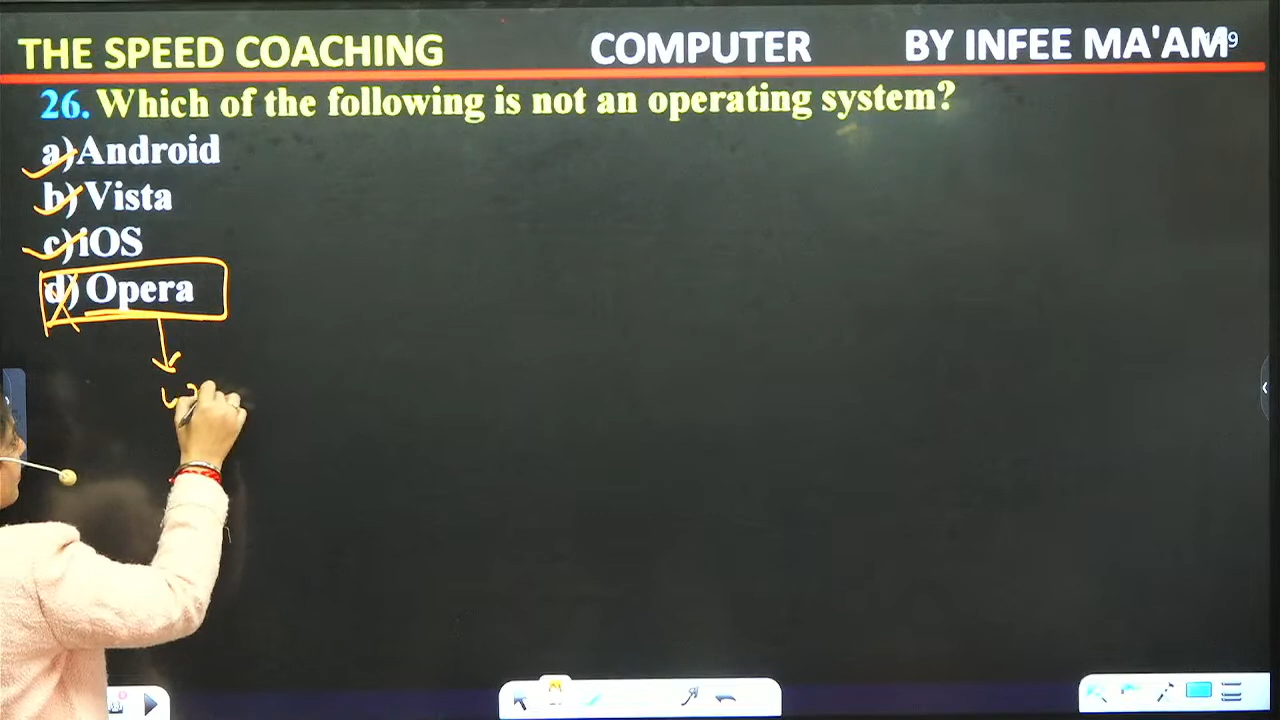 THE SPEED COACHING COMPUTER BY INFEE MA'AM
26. Which of the following is not an operating system?
a) Android
b) Vista
c) iOS
d) Opera